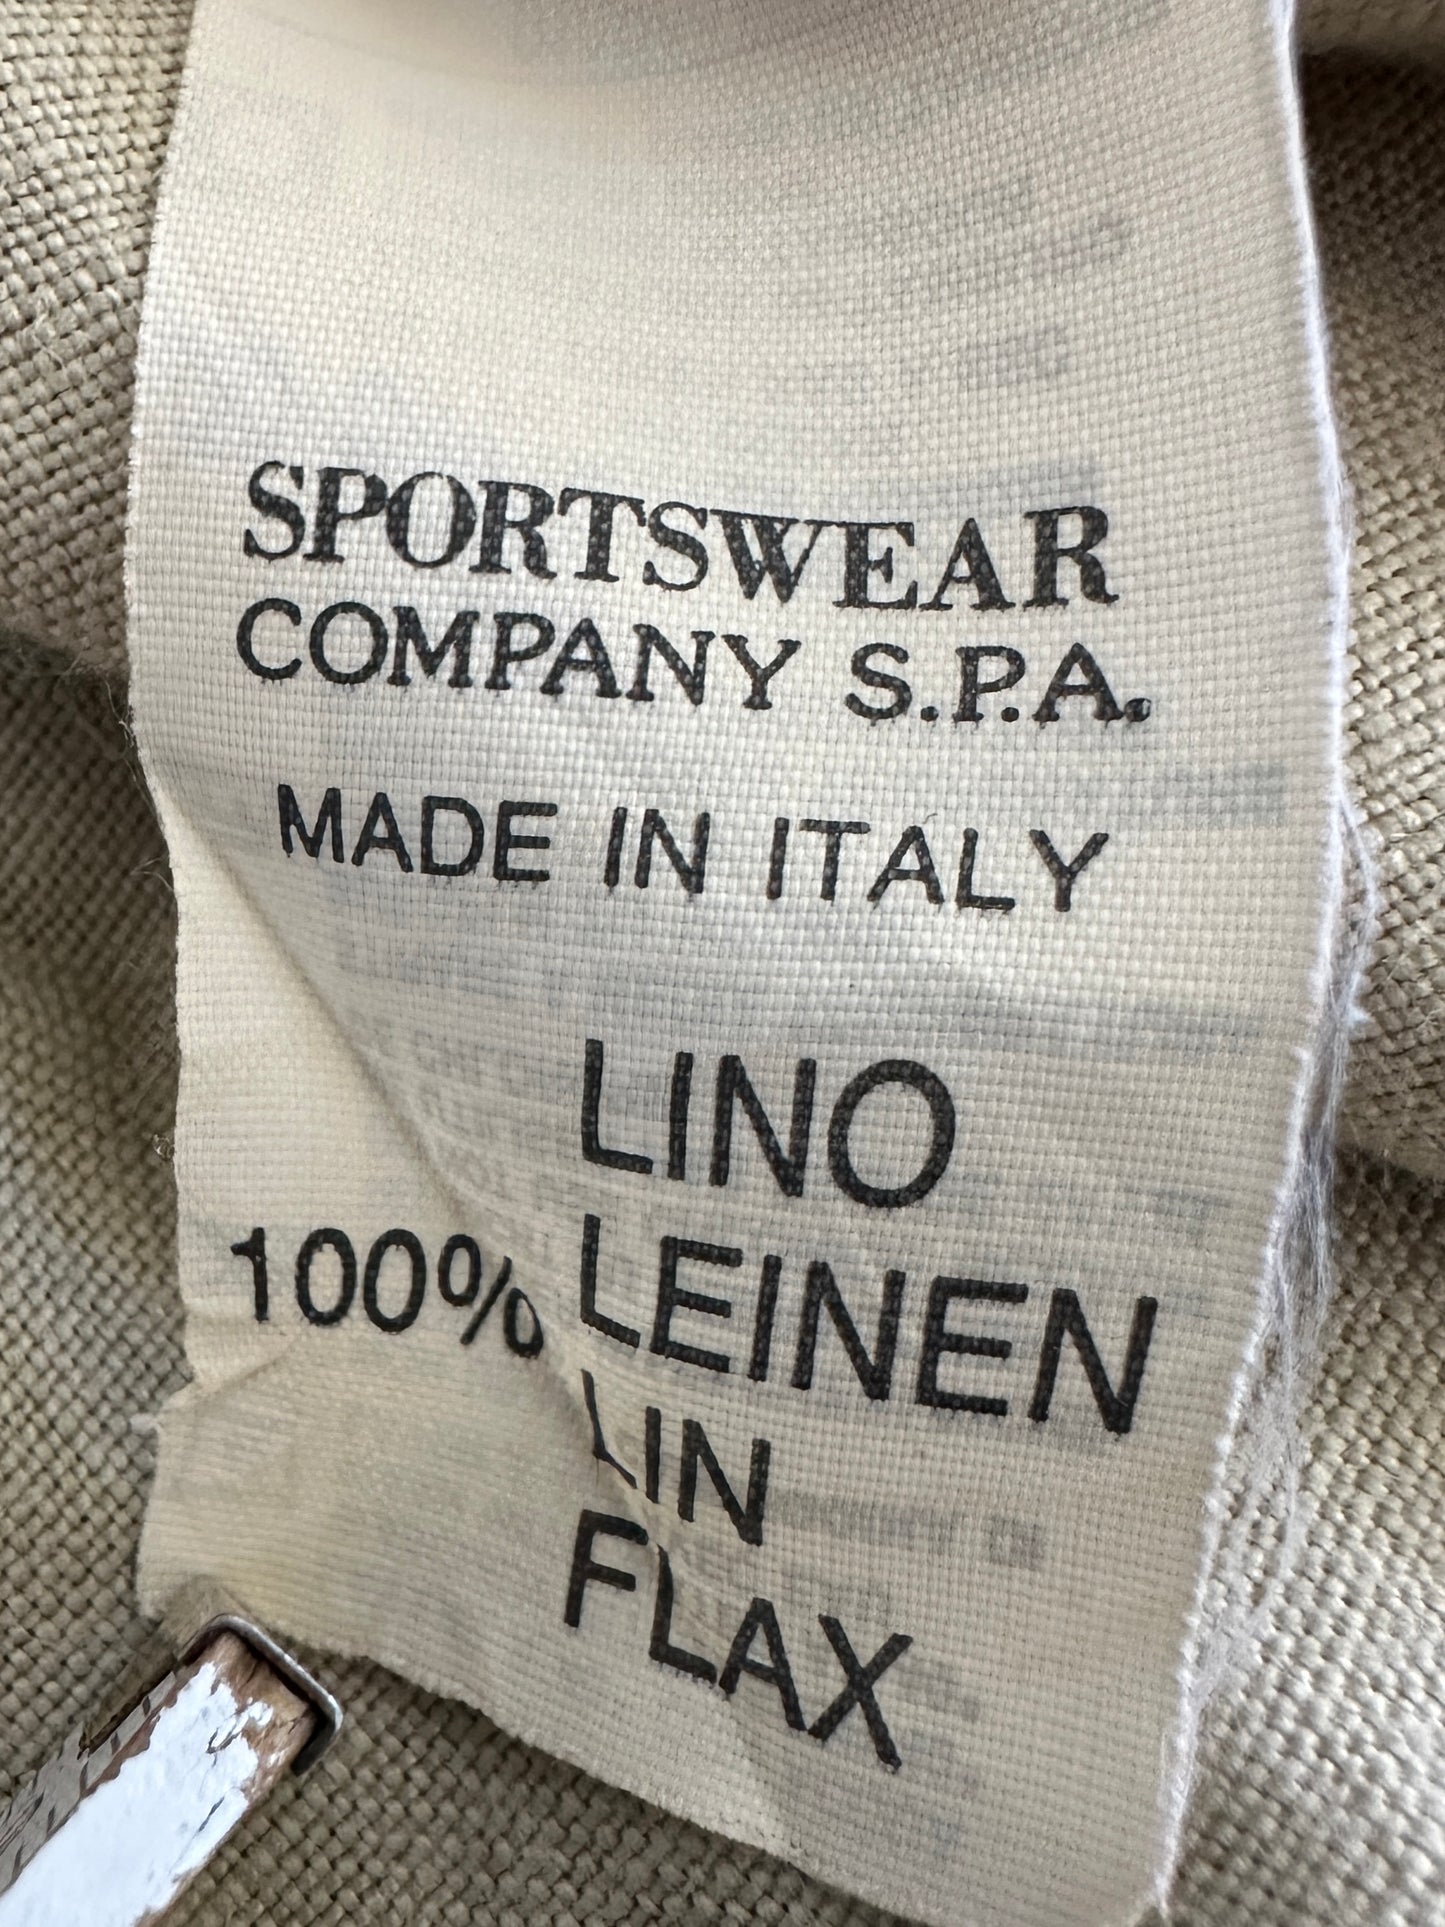 SPORTSWEAR
COMPANY S.P.A.
MADE IN ITALY
LINO
100% LEINEN
LIN
FLAX